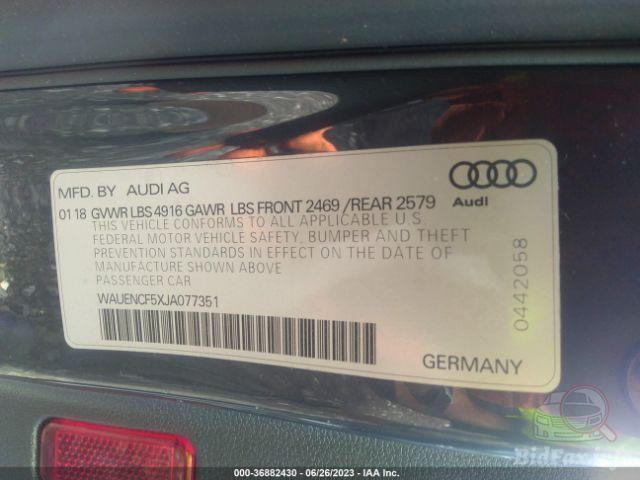 MFD. BY AUDI AG
01 18 GVWR LBS 4916 GAWR LBS FRONT 2469 /REAR 2579
Audi
THIS VEHICLE CONFORMS TO ALL APPLICABLE U S.
FEDERAL MOTOR VEHICLE SAFETY, BUMPER AND THEFT
PREVENTION STANDARDS IN EFFECT ON THE DATE OF
MANUFACTURE SHOWN ABOVE
PASSENGER CAR
WAUENCF5XJA077351
0442058
GERMANY
BidFax.info
000-36882430 - 06/26/2023 - IAA Inc.